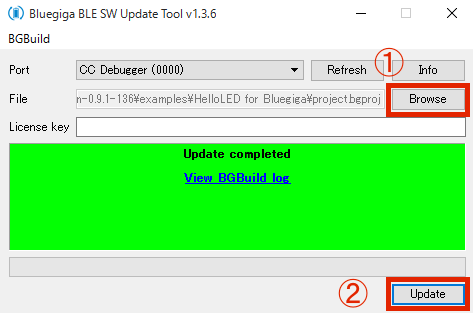 Bluegiga BLE SW Update Tool v1.3.6
BGBuild
Port CC Debugger (0000) Refresh ① Info
File n-0.9.1-136¥examples¥HelloLED for Bluegiga¥project.bgproj Browse
License key
Update completed
View BGBuild log
② Update